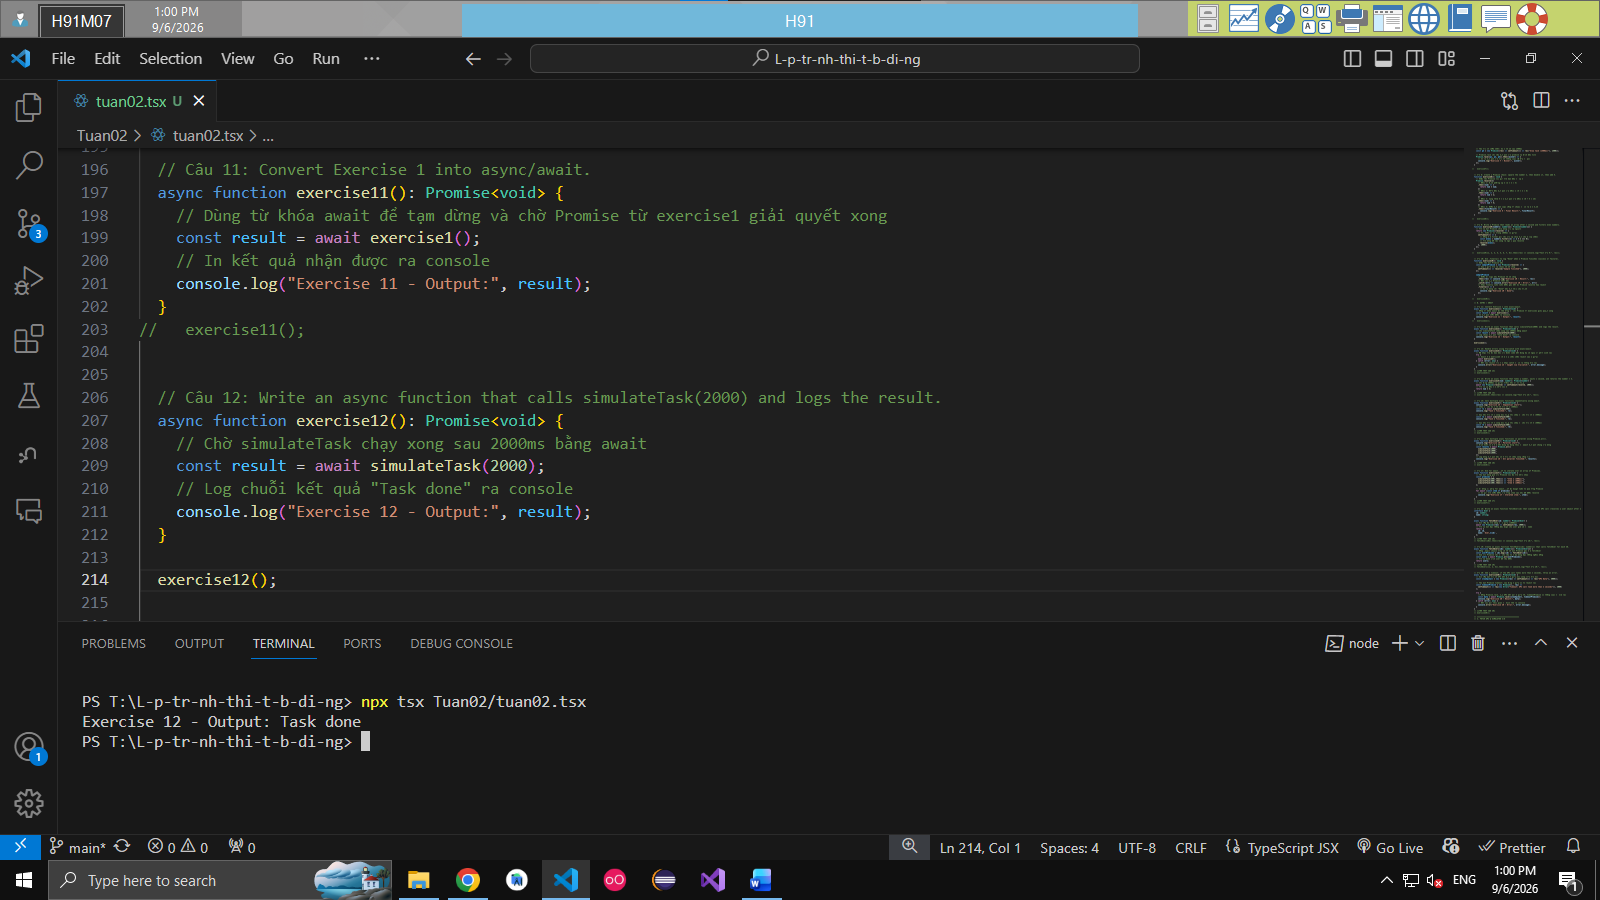 H91M07
1:00 PM
9/6/2026
H91
File Edit Selection View Go Run ···
L-p-tr-nh-thi-t-b-di-ng
tuan02.tsx U
Tuan02 > tuan02.tsx > ...
196 // Câu 11: Convert Exercise 1 into async/await.
197 async function exercise11(): Promise<void> {
198 // Dùng từ khóa await để tạm dừng và chờ Promise từ exercise1 giải quyết xong
199 const result = await exercise1();
200 // In kết quả nhận được ra console
201 console.log("Exercise 11 - Output:", result);
202 }
203 // exercise11();
204
205
206 // Câu 12: Write an async function that calls simulateTask(2000) and logs the result.
207 async function exercise12(): Promise<void> {
208 // Chờ simulateTask chạy xong sau 2000ms bằng await
209 const result = await simulateTask(2000);
210 // Log chuỗi kết quả "Task done" ra console
211 console.log("Exercise 12 - Output:", result);
212 }
213
214 exercise12();
215
PROBLEMS OUTPUT TERMINAL PORTS DEBUG CONSOLE
node
PS T:\L-p-tr-nh-thi-t-b-di-ng> npx tsx Tuan02/tuan02.tsx
Exercise 12 - Output: Task done
PS T:\L-p-tr-nh-thi-t-b-di-ng>
main* 0 0 0
Ln 214, Col 1 Spaces: 4 UTF-8 CRLF TypeScript JSX Go Live Prettier
Type here to search
ENG
1:00 PM
9/6/2026